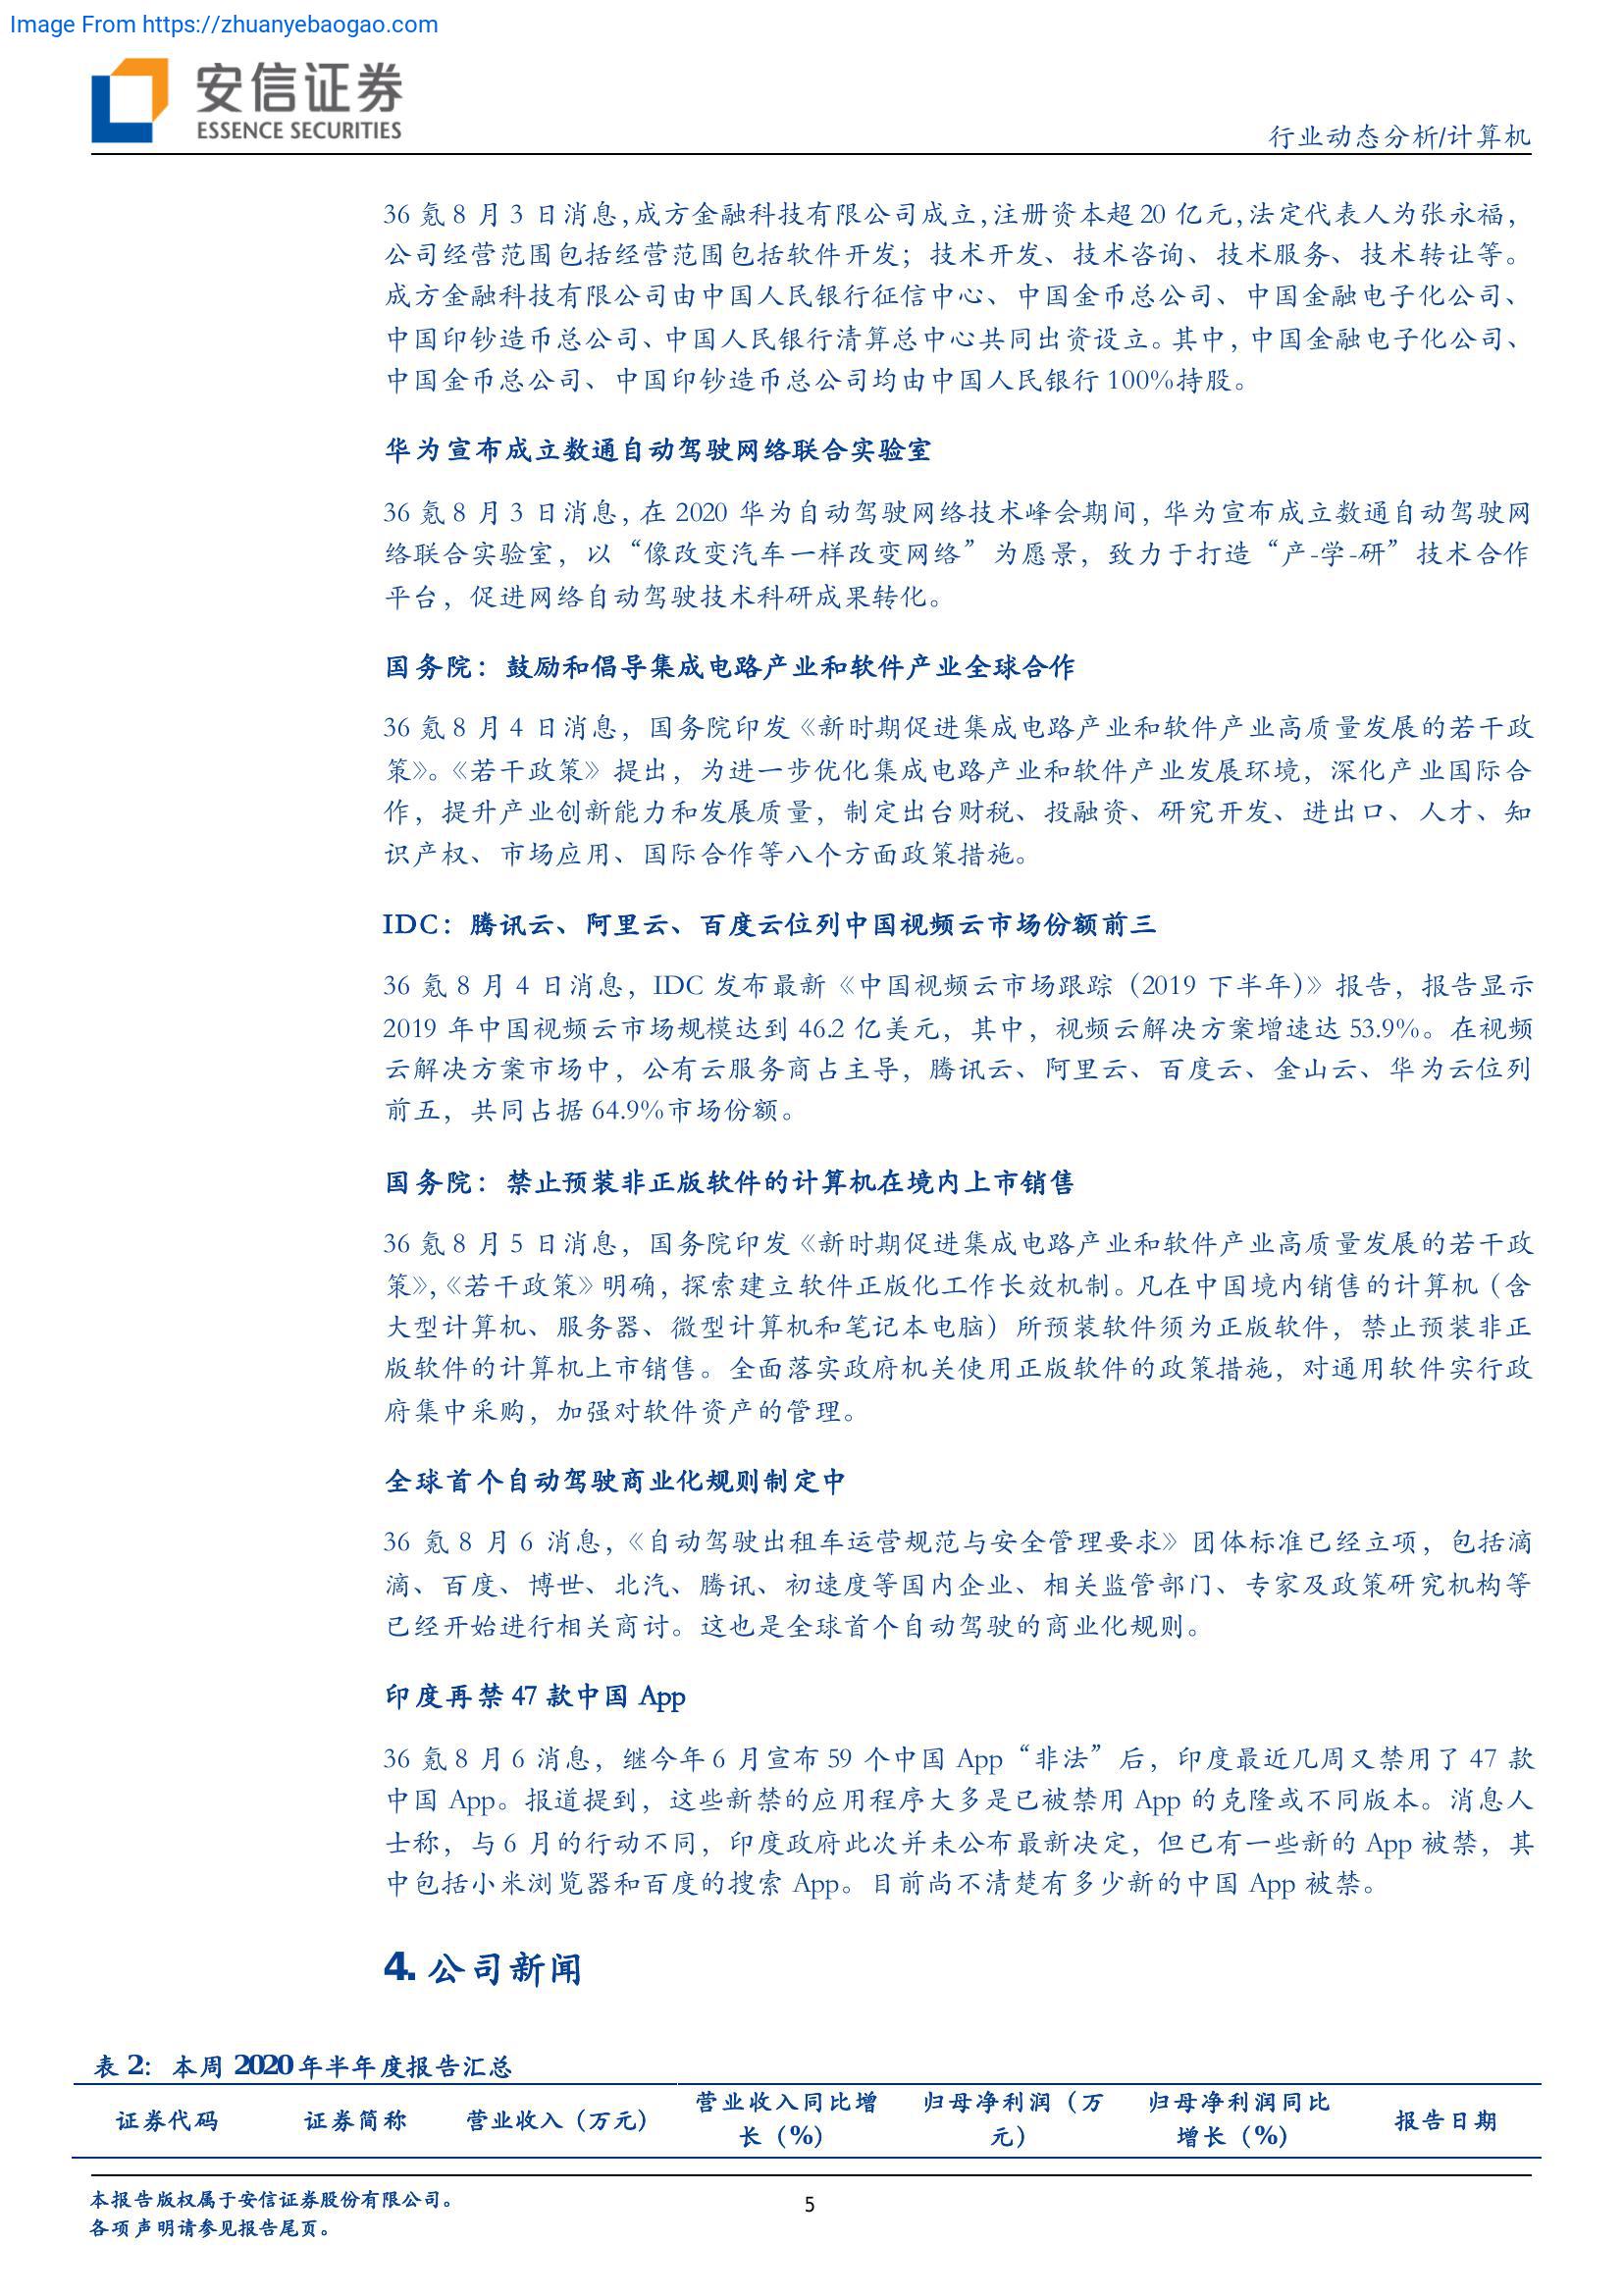 Image From https://zhuanyebaogao.com
安信证券
ESSENCE SECURITIES
行业动态分析/计算机
36 氪 8 月 3 日消息，成方金融科技有限公司成立，注册资本超 20 亿元，法定代表人为张永福，
公司经营范围包括经营范围包括软件开发；技术开发、技术咨询、技术服务、技术转让等。
成方金融科技有限公司由中国人民银行征信中心、中国金币总公司、中国金融电子化公司、
中国印钞造币总公司、中国人民银行清算总中心共同出资设立。其中，中国金融电子化公司、
中国金币总公司、中国印钞造币总公司均由中国人民银行 100%持股。
华为宣布成立数通自动驾驶网络联合实验室
36 氪 8 月 3 日消息，在 2020 华为自动驾驶网络技术峰会期间，华为宣布成立数通自动驾驶网
络联合实验室，以“像改变汽车一样改变网络”为愿景，致力于打造“产-学-研”技术合作
平台，促进网络自动驾驶技术科研成果转化。
国务院：鼓励和倡导集成电路产业和软件产业全球合作
36 氪 8 月 4 日消息，国务院印发《新时期促进集成电路产业和软件产业高质量发展的若干政
策》。《若干政策》提出，为进一步优化集成电路产业和软件产业发展环境，深化产业国际合
作，提升产业创新能力和发展质量，制定出台财税、投融资、研究开发、进出口、人才、知
识产权、市场应用、国际合作等八个方面政策措施。
IDC：腾讯云、阿里云、百度云位列中国视频云市场份额前三
36 氪 8 月 4 日消息，IDC 发布最新《中国视频云市场跟踪（2019 下半年）》报告，报告显示
2019 年中国视频云市场规模达到 46.2 亿美元，其中，视频云解决方案增速达 53.9%。在视频
云解决方案市场中，公有云服务商占主导，腾讯云、阿里云、百度云、金山云、华为云位列
前五，共同占据 64.9%市场份额。
国务院：禁止预装非正版软件的计算机在境内上市销售
36 氪 8 月 5 日消息，国务院印发《新时期促进集成电路产业和软件产业高质量发展的若干政
策》，《若干政策》明确，探索建立软件正版化工作长效机制。凡在中国境内销售的计算机（含
大型计算机、服务器、微型计算机和笔记本电脑）所预装软件须为正版软件，禁止预装非正
版软件的计算机上市销售。全面落实政府机关使用正版软件的政策措施，对通用软件实行政
府集中采购，加强对软件资产的管理。
全球首个自动驾驶商业化规则制定中
36 氪 8 月 6 消息，《自动驾驶出租车运营规范与安全管理要求》团体标准已经立项，包括滴
滴、百度、博世、北汽、腾讯、初速度等国内企业、相关监管部门、专家及政策研究机构等
已经开始进行相关商讨。这也是全球首个自动驾驶的商业化规则。
印度再禁 47 款中国 App
36 氪 8 月 6 消息，继今年 6 月宣布 59 个中国 App“非法”后，印度最近几周又禁用了 47 款
中国 App。报道提到，这些新禁的应用程序大多是已被禁用 App 的克隆或不同版本。消息人
士称，与 6 月的行动不同，印度政府此次并未公布最新决定，但已有一些新的 App 被禁，其
中包括小米浏览器和百度的搜索 App。目前尚不清楚有多少新的中国 App 被禁。
4. 公司新闻
表 2：本周 2020 年半年度报告汇总
证券代码 证券简称 营业收入（万元） 营业收入同比增 归母净利润（万 归母净利润同比 报告日期
长（%） 元） 增长（%）
本报告版权属于安信证券股份有限公司。
各项声明请参见报告尾页。
5